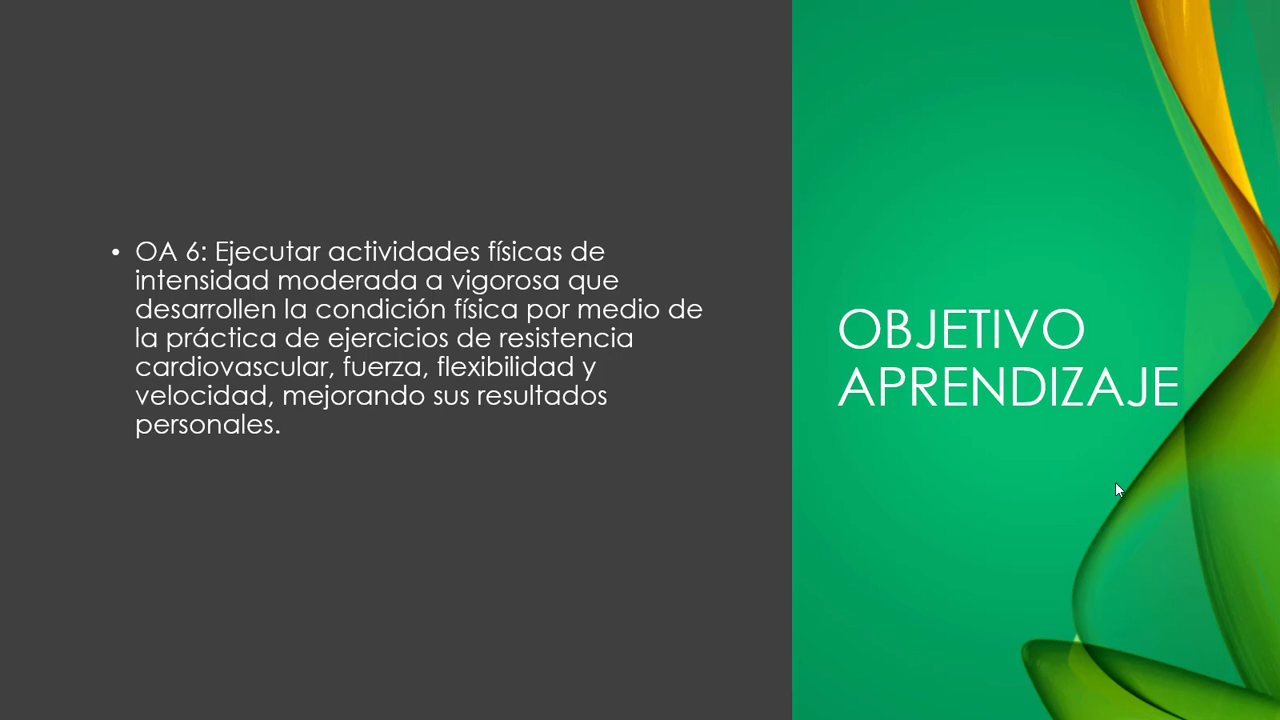 • OA 6: Ejecutar actividades físicas de
intensidad moderada a vigorosa que
desarrollen la condición física por medio de
la práctica de ejercicios de resistencia
cardiovascular, fuerza, flexibilidad y
velocidad, mejorando sus resultados
personales.
OBJETIVO
APRENDIZAJE